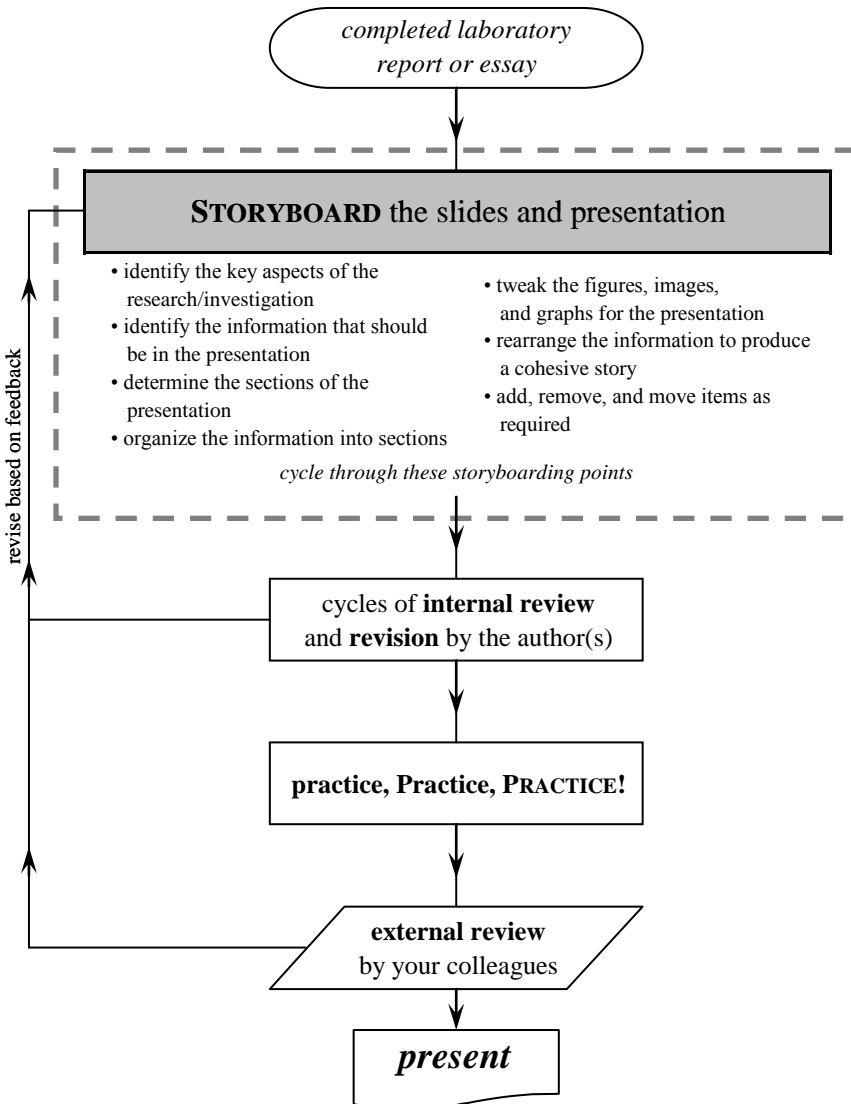 completed laboratory
report or essay
STORYBOARD the slides and presentation
• identify the key aspects of the
research/investigation
• identify the information that should
be in the presentation
• determine the sections of the
presentation
• organize the information into sections
• tweak the figures, images,
and graphs for the presentation
• rearrange the information to produce
a cohesive story
• add, remove, and move items as
required
cycle through these storyboarding points
revise based on feedback
cycles of internal review
and revision by the author(s)
practice, Practice, PRACTICE!
external review
by your colleagues
present